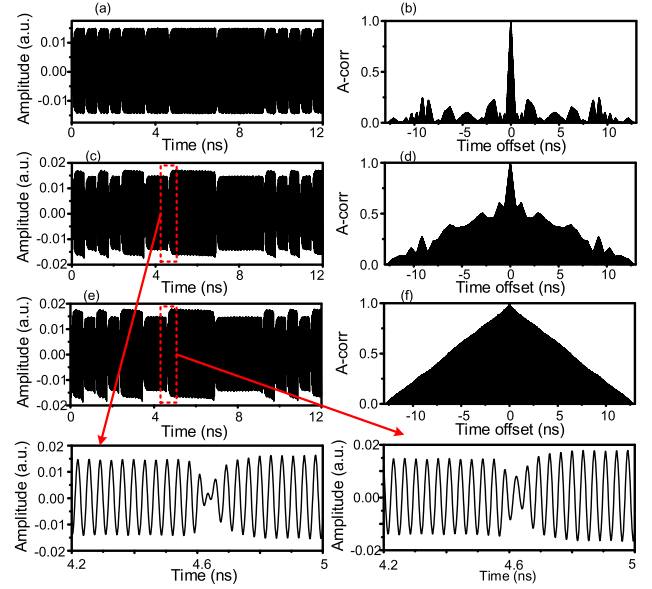 (a)
Amplitude (a.u.)
0.01
0.00
-0.01
0 4 8 12
Time (ns)
(b)
A-corr
1.0
0.5
0.0
-10 -5 0 5 10
Time offset (ns)
(c)
Amplitude (a.u.)
0.02
0.01
0.00
-0.01
-0.02
0 4 8 12
Time (ns)
(d)
A-corr
1.0
0.5
0.00
-10 -5 0 5 10
Time offset (ns)
(e)
Amplitude (a.u.)
0.02
0.01
0.00
-0.01
-0.02
0 4 8 12
Time (ns)
(f)
A-corr
1.0
0.5
0.00
-10 -5 0 5 10
Time offset (ns)
Amplitude (a.u.)
0.02
0.01
0.00
-0.01
-0.02
4.2 4.6 5
Time (ns)
Amplitude (a.u.)
0.02
0.00
-0.02
4.2 4.6 5
Time (ns)